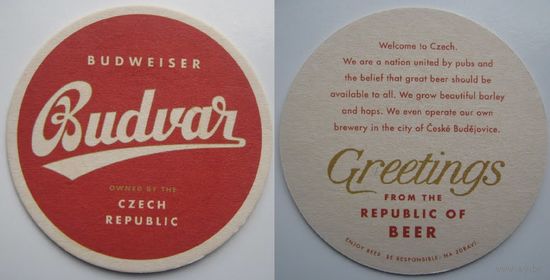 BUDWEISER
Budvar
OWNED BY THE
CZECH
REPUBLIC
Welcome to Czech.
We are a nation united by pubs and
the belief that great beer should be
available to all. We grow beautiful barley
and hops. We even operate our own
brewery in the city of České Budějovice.
Greetings
FROM THE
REPUBLIC OF
BEER
ENJOY BEER. BE RESPONSIBLE. NA ZDRAVÍ.